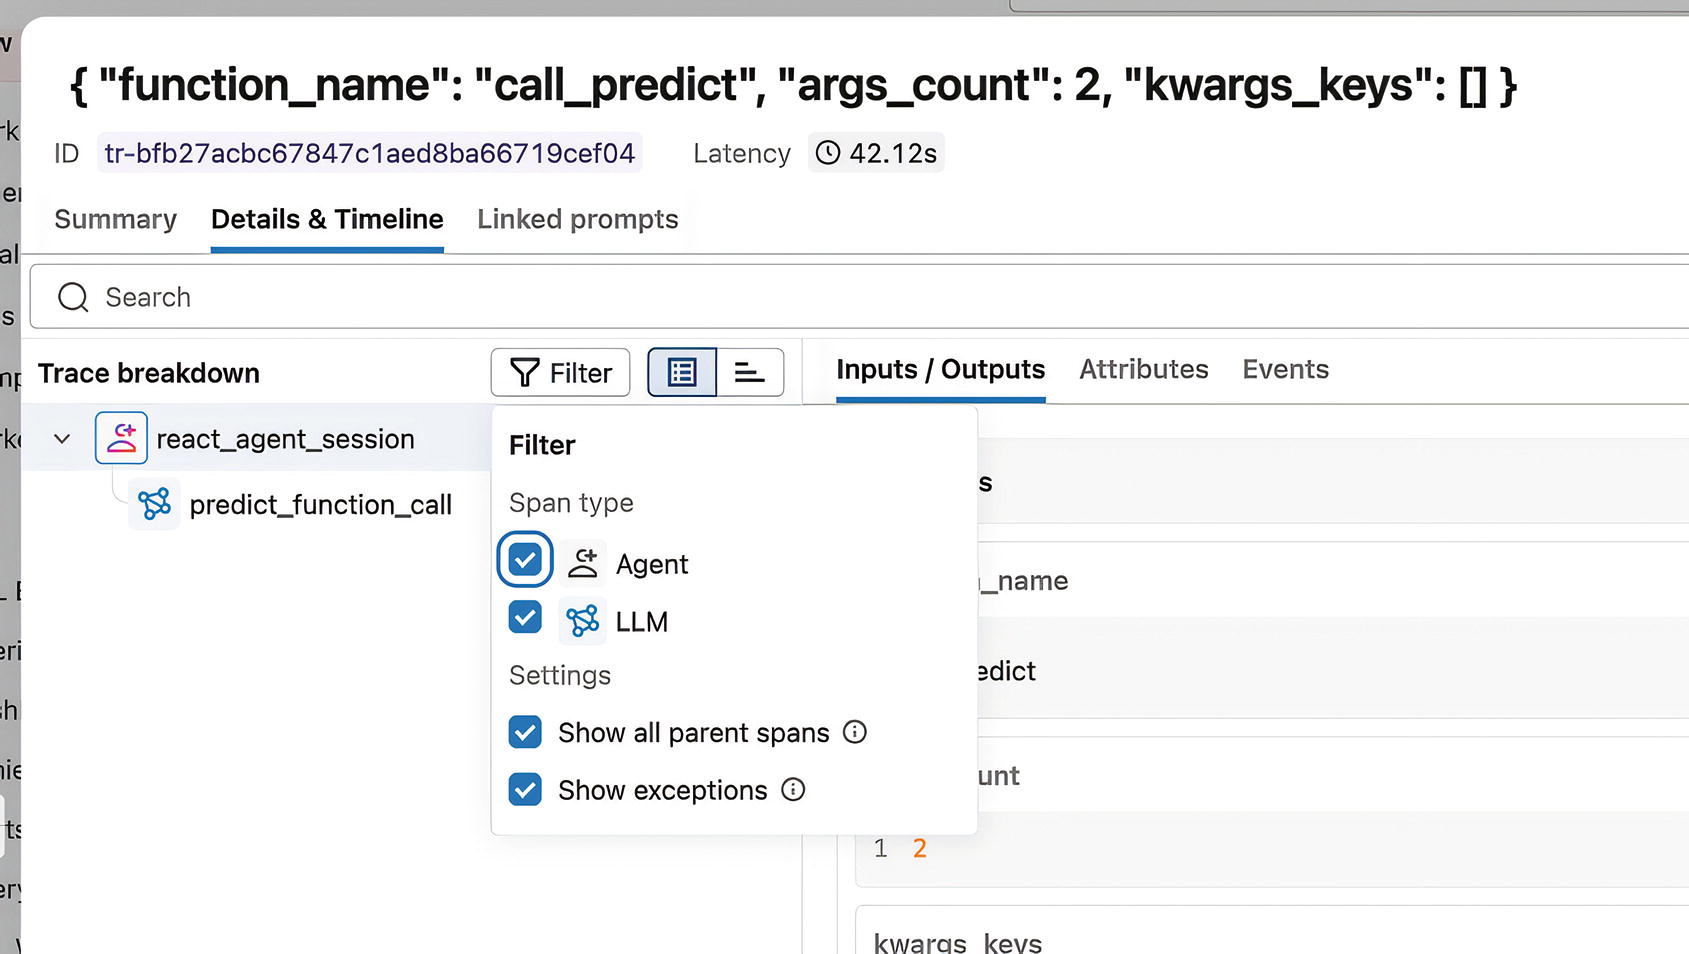 { "function_name": "call_predict", "args_count": 2, "kwargs_keys": [] }
ID tr-bfb27acbc67847c1aed8ba66719cef04 Latency 42.12s
Summary Details & Timeline Linked prompts
Search
Trace breakdown Filter Inputs / Outputs Attributes Events
react_agent_session
predict_function_call
Filter
Span type
Agent
LLM
Settings
Show all parent spans
Show exceptions
s
_name
edict
unt
1 2
kwargs_keys